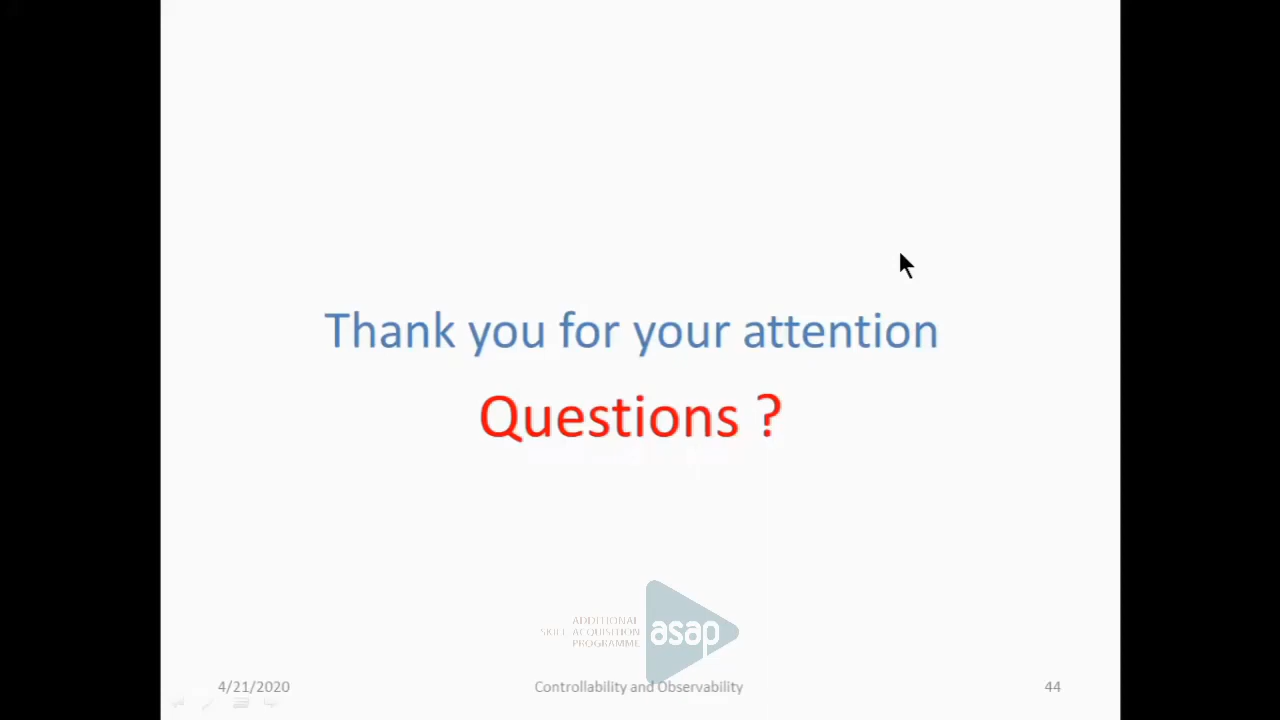 Thank you for your attention
Questions ?
ADDITIONAL
SKILL ACQUISITION
PROGRAMME
asap
4/21/2020
Controllability and Observability
44